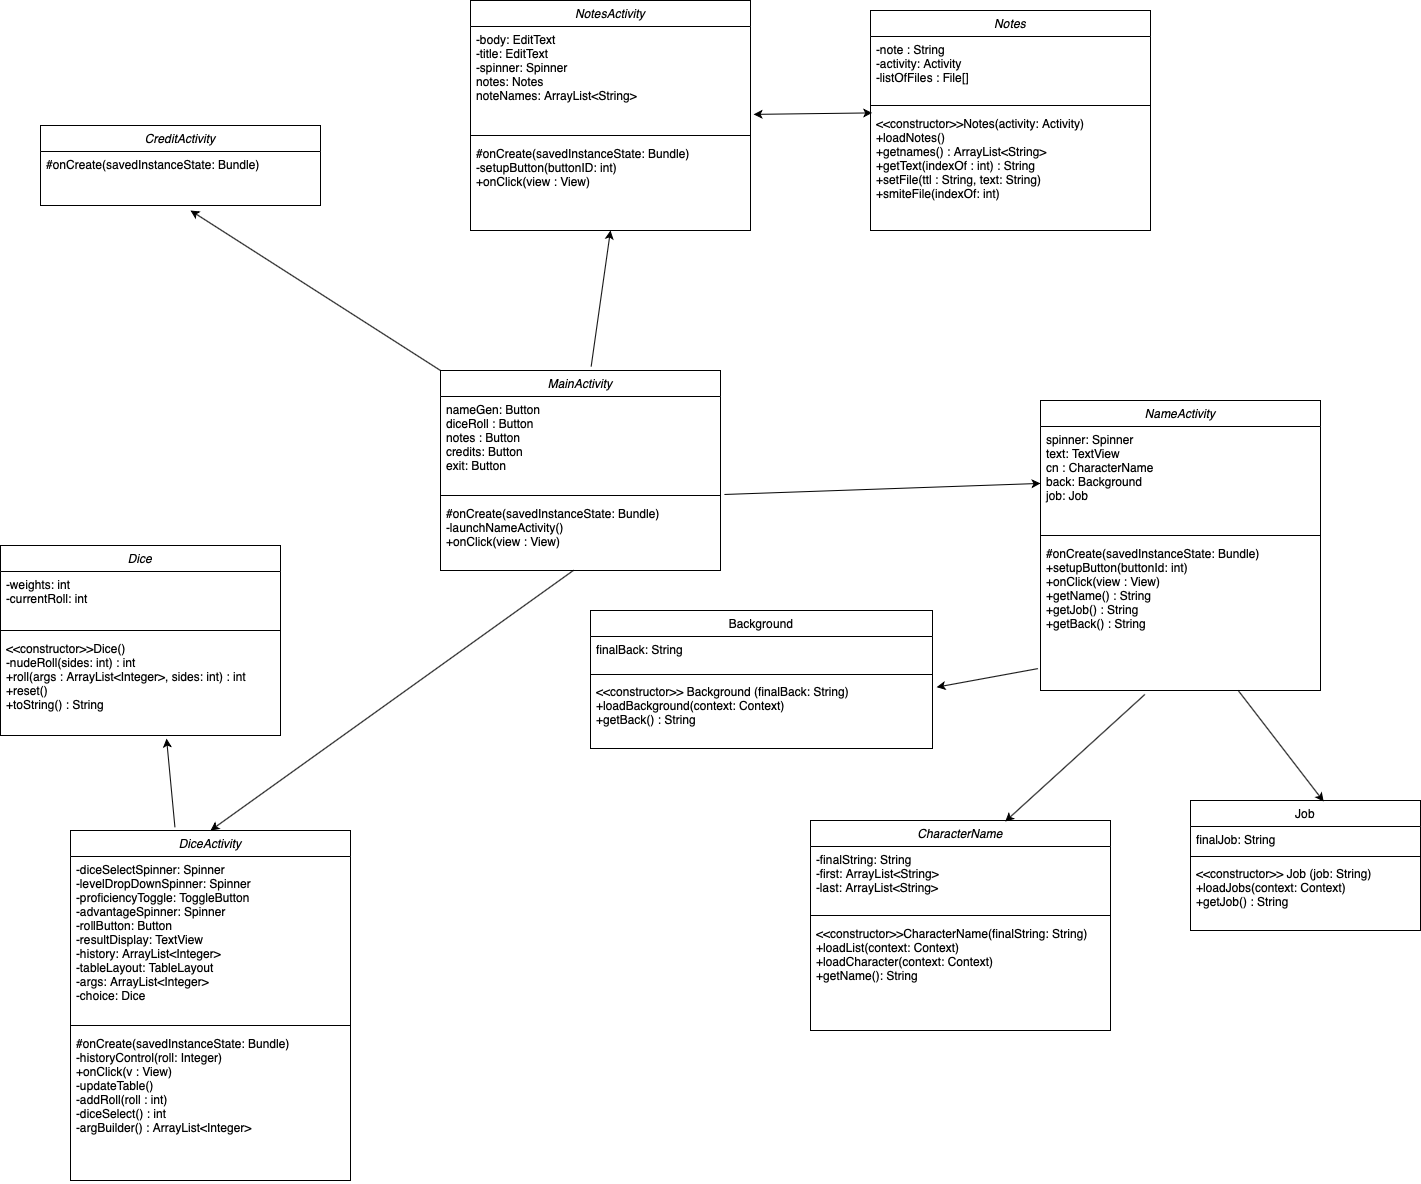 NotesActivity
-body: EditText
-title: EditText
-spinner: Spinner
notes: Notes
noteNames: ArrayList<String>
#onCreate(savedInstanceState: Bundle)
-setupButton(buttonID: int)
+onClick(view : View)
Notes
-note : String
-activity: Activity
-listOfFiles : File[]
<<constructor>>Notes(activity: Activity)
+loadNotes()
+getnames() : ArrayList<String>
+getText(indexOf : int) : String
+setFile(ttl : String, text: String)
+smiteFile(indexOf: int)
CreditActivity
#onCreate(savedInstanceState: Bundle)
MainActivity
nameGen: Button
diceRoll : Button
notes : Button
credits: Button
exit: Button
#onCreate(savedInstanceState: Bundle)
-launchNameActivity()
+onClick(view : View)
NameActivity
spinner: Spinner
text: TextView
cn : CharacterName
back: Background
job: Job
#onCreate(savedInstanceState: Bundle)
+setupButton(buttonId: int)
+onClick(view : View)
+getName() : String
+getJob() : String
+getBack() : String
Dice
-weights: int
-currentRoll: int
<<constructor>>Dice()
-nudeRoll(sides: int) : int
+roll(args : ArrayList<Integer>, sides: int) : int
+reset()
+toString() : String
Background
finalBack: String
<<constructor>> Background (finalBack: String)
+loadBackground(context: Context)
+getBack() : String
DiceActivity
-diceSelectSpinner: Spinner
-levelDropDownSpinner: Spinner
-proficiencyToggle: ToggleButton
-advantageSpinner: Spinner
-rollButton: Button
-resultDisplay: TextView
-history: ArrayList<Integer>
-tableLayout: TableLayout
-args: ArrayList<Integer>
-choice: Dice
#onCreate(savedInstanceState: Bundle)
-historyControl(roll: Integer)
+onClick(v : View)
-updateTable()
-addRoll(roll : int)
-diceSelect() : int
-argBuilder() : ArrayList<Integer>
CharacterName
-finalString: String
-first: ArrayList<String>
-last: ArrayList<String>
<<constructor>>CharacterName(finalString: String)
+loadList(context: Context)
+loadCharacter(context: Context)
+getName(): String
Job
finalJob: String
<<constructor>> Job (job: String)
+loadJobs(context: Context)
+getJob() : String